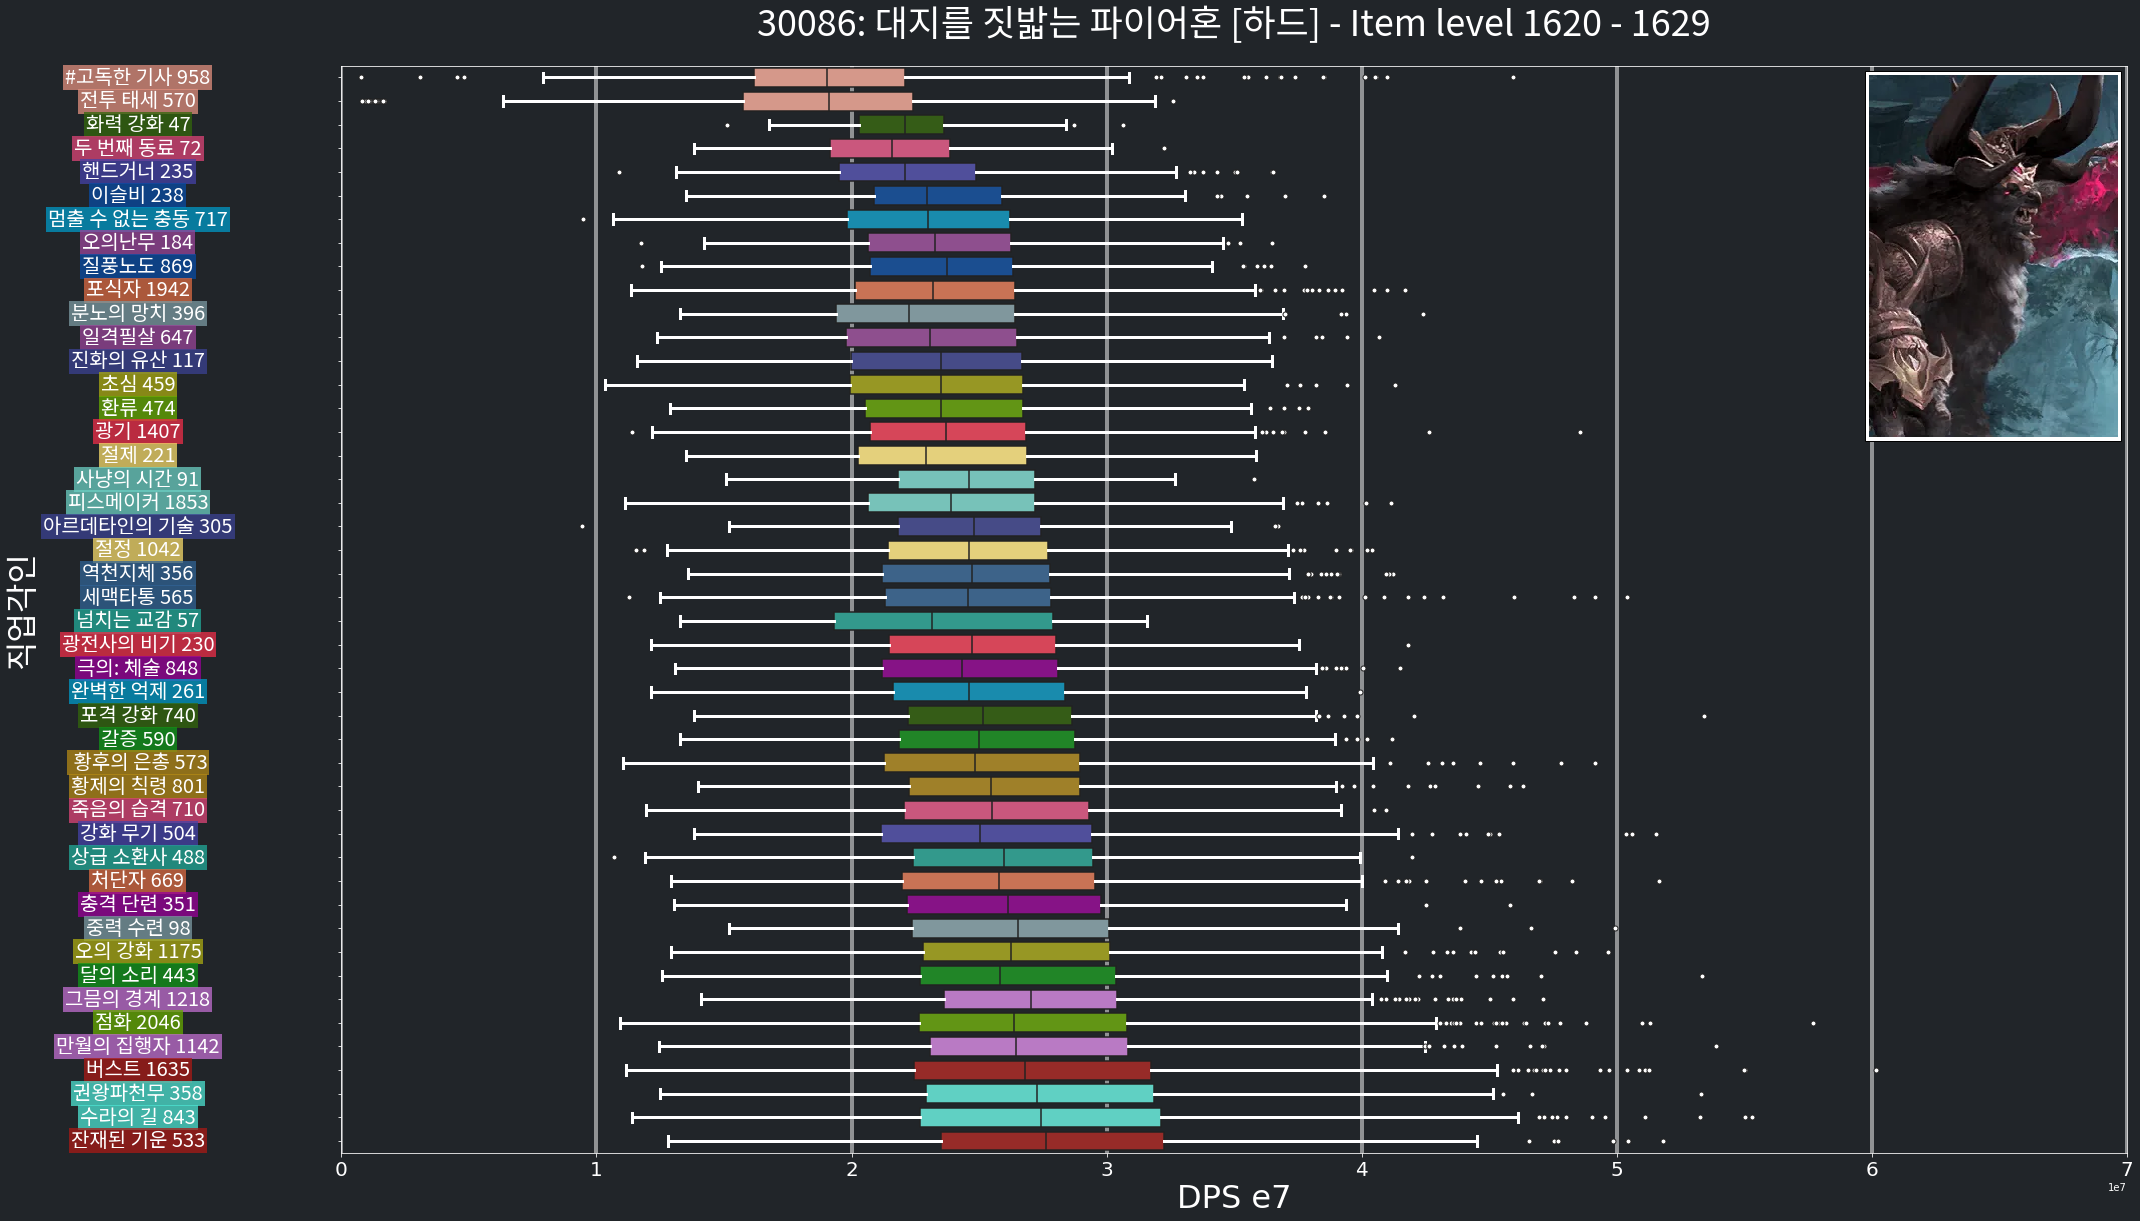 30086: 대지를 짓밟는 파이어혼 [하드] - Item level 1620 - 1629
#고독한 기사 958
전투 태세 570
화력 강화 47
두 번째 동료 72
핸드거너 235
이슬비 238
멈출 수 없는 충동 717
오의난무 184
질풍노도 869
포식자 1942
분노의 망치 396
일격필살 647
진화의 유산 117
초심 459
환류 474
광기 1407
절제 221
사냥의 시간 91
피스메이커 1853
아르데타인의 기술 305
절정 1042
역천지체 356
세맥타통 565
넘치는 교감 57
광전사의 비기 230
극의: 체술 848
완벽한 억제 261
포격 강화 740
갈증 590
황후의 은총 573
황제의 칙령 801
죽음의 습격 710
강화 무기 504
상급 소환사 488
처단자 669
충격 단련 351
중력 수련 98
오의 강화 1175
달의 소리 443
그믐의 경계 1218
점화 2046
만월의 집행자 1142
버스트 1635
권왕파천무 358
수라의 길 843
잔재된 기운 533
직업각인
0 1 2 3 4 5 6 7
DPS e7
1e7